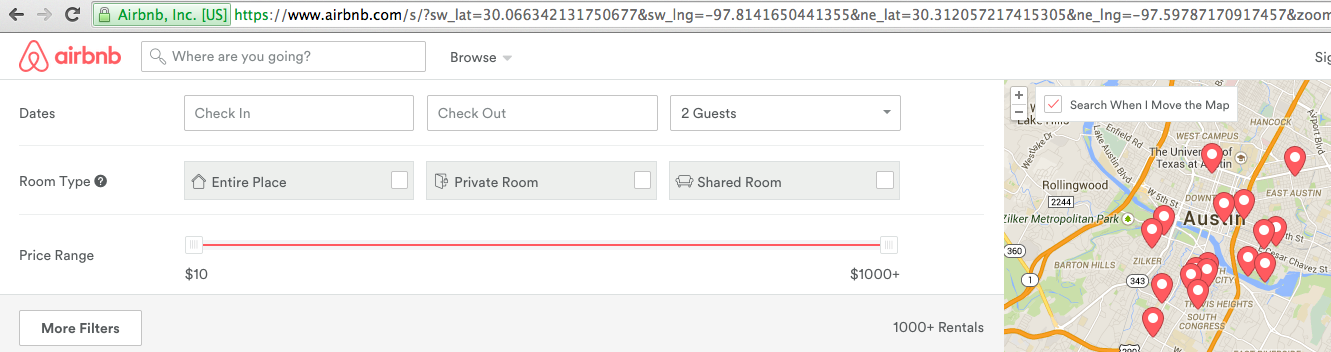 Airbnb, Inc. [US] https://www.airbnb.com/s/?sw_lat=30.066342131750677&sw_lng=-97.8141650441355&ne_lat=30.312057217415305&ne_lng=-97.59787170917457&zoom
airbnb Where are you going? Browse Sig
Dates Check In Check Out 2 Guests
Room Type ? Entire Place Private Room Shared Room
Price Range
$10 $1000+
More Filters 1000+ Rentals
+ Search When I Move the Map
−
Lake Hills
Westlake Dr
Enfield Rd
Lake Austin Blvd
WEST CAMPUS
HANCOCK
Airport Blvd
The University of
Texas at Austin
Rollingwood
2244
W 5th St
EAST AUSTIN
Zilker Metropolitan Park
Austin
360
ZILKER
E Cesar Chavez St
BARTON HILLS
1
343
TRAVIS HEIGHTS
SOUTH
CONGRESS
290